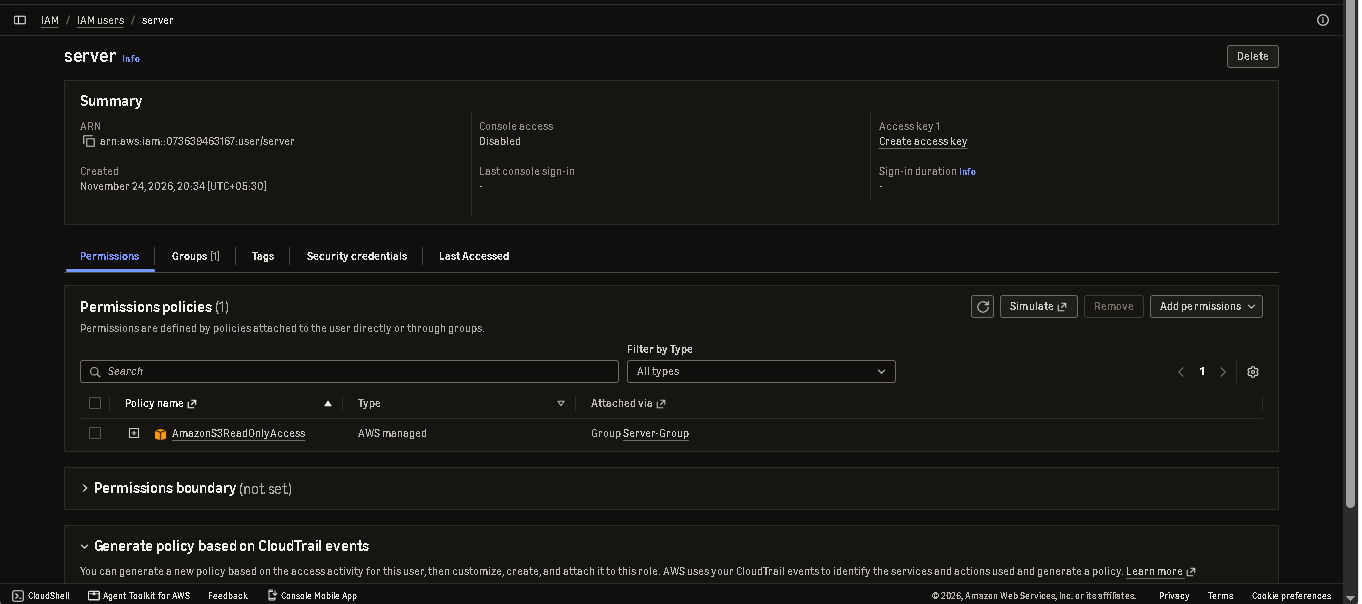 IAM / IAM users / server
server Info
Delete
Summary
ARN
arn:aws:iam::073639463167:user/server
Created
November 24, 2026, 20:34 (UTC+05:30)
Console access
Disabled
Last console sign-in
-
Access key 1
Create access key
Sign-in duration Info
-
Permissions
Groups (1)
Tags
Security credentials
Last Accessed
Permissions policies (1)
Permissions are defined by policies attached to the user directly or through groups.
Simulate
Remove
Add permissions
Filter by Type
Search
All types
1
Policy name
Type
Attached via
AmazonS3ReadOnlyAccess
AWS managed
Group Server-Group
Permissions boundary (not set)
Generate policy based on CloudTrail events
You can generate a new policy based on the access activity for this user, then customize, create, and attach it to this role. AWS uses your CloudTrail events to identify the services and actions used and generate a policy. Learn more
CloudShell
Agent Toolkit for AWS
Feedback
Console Mobile App
© 2026, Amazon Web Services, Inc. or its affiliates.
Privacy
Terms
Cookie preferences